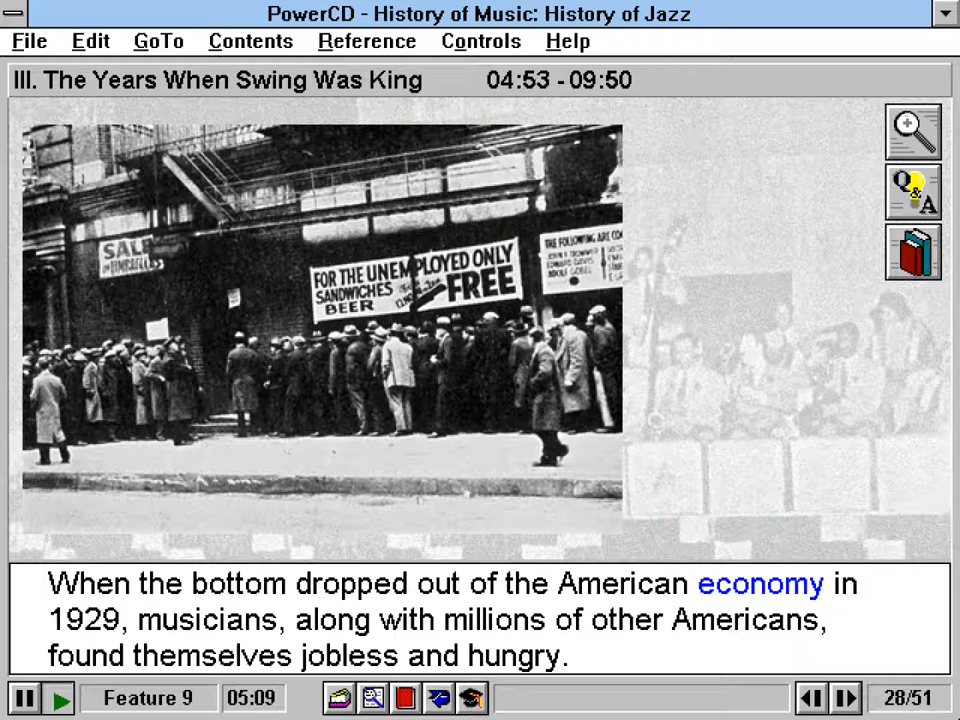 PowerCD - History of Music: History of Jazz
File Edit GoTo Contents Reference Controls Help
III. The Years When Swing Was King 04:53 - 09:50
SALE
FOR THE UNEMPLOYED ONLY
SANDWICHES
BEER
FREE
THE FOLLOWING ARE
Q&A
When the bottom dropped out of the American economy in
1929, musicians, along with millions of other Americans,
found themselves jobless and hungry.
Feature 9 05:09 28/51